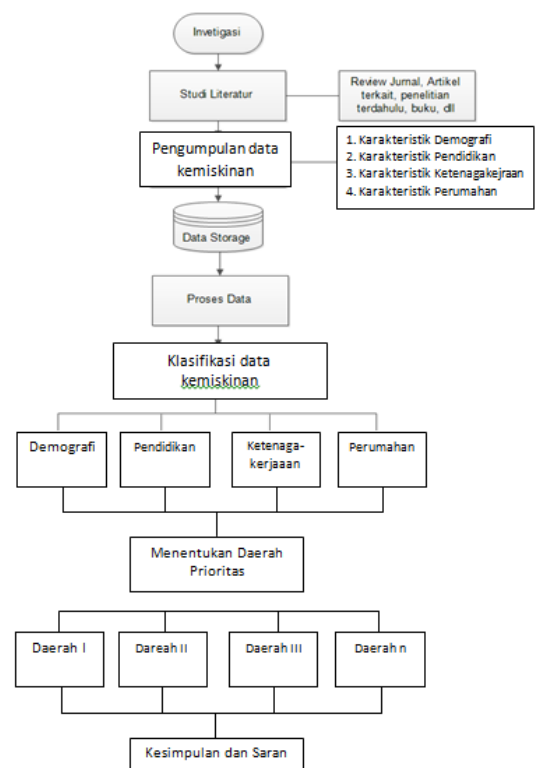 Invetigasi
Studi Literatur
Review Jurnal, Artikel
terkait, penelitian
terdahulu, buku, dll
Pengumpulan data
kemiskinan
1. Karakteristik Demografi
2. Karakteristik Pendidikan
3. Karakteristik Ketenagakejraan
4. Karakteristik Perumahan
Data Storage
Proses Data
Klasifikasi data
kemiskinan
Demografi
Pendidikan
Ketenaga-
kerjaaan
Perumahan
Menentukan Daerah
Prioritas
Daerah I
Dareah II
Daerah III
Daerah n
Kesimpulan dan Saran